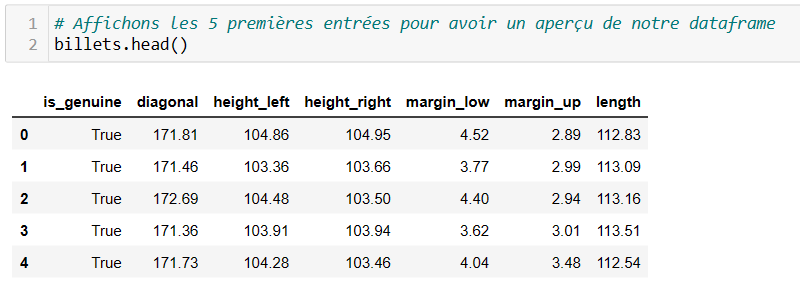 1 # Affichons les 5 premières entrées pour avoir un aperçu de notre dataframe
2 billets.head()
is_genuine diagonal height_left height_right margin_low margin_up length
0 True 171.81 104.86 104.95 4.52 2.89 112.83
1 True 171.46 103.36 103.66 3.77 2.99 113.09
2 True 172.69 104.48 103.50 4.40 2.94 113.16
3 True 171.36 103.91 103.94 3.62 3.01 113.51
4 True 171.73 104.28 103.46 4.04 3.48 112.54